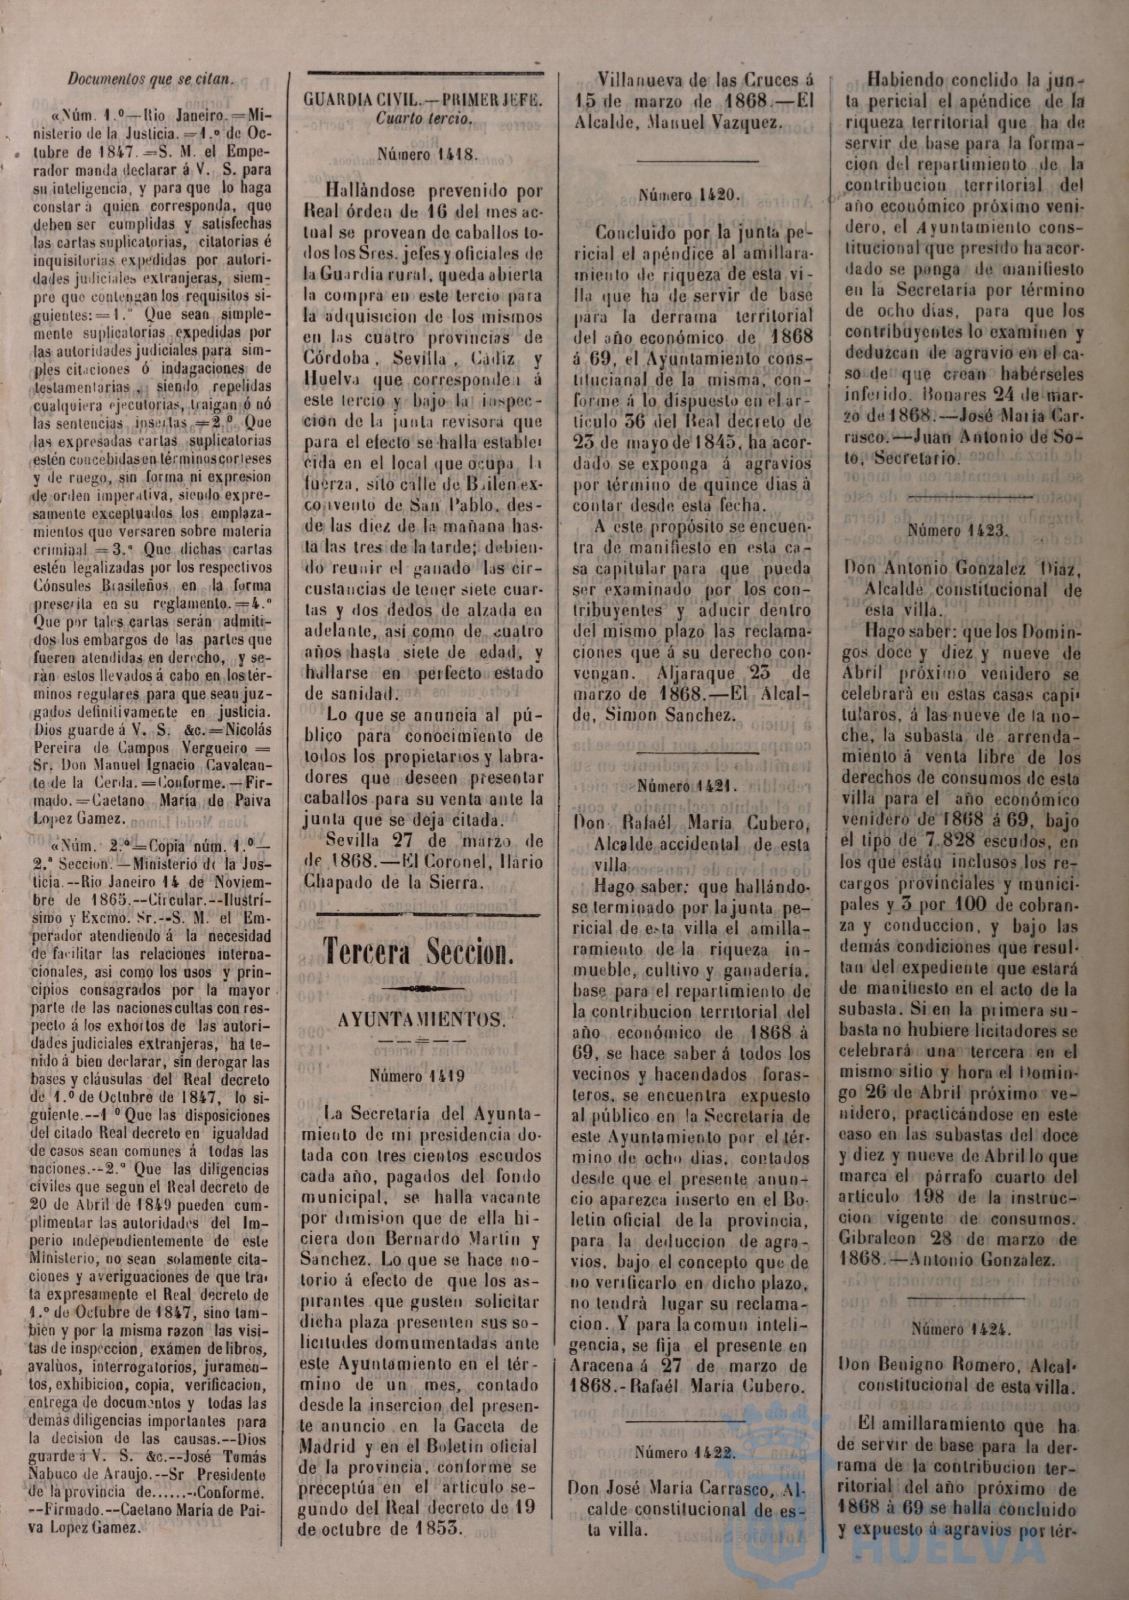 Documentos que se citan.
«Núm. 1.º—Rio Janeiro.=Mi-
nisterio de la Justicia.=1.º de Oc-
tubre de 1847.=S. M. el Empe-
rador manda declarar á V. S. para
su inteligencia, y para que lo haga
constar á quien corresponda, que
deben ser cumplidas y satisfechas
las cartas suplicatorias, citatorias é
inquisitorias expedidas por autori-
dades judiciales extranjeras, siem-
pre que contengan los requisitos si-
guientes:=1.º Que sean simple-
mente suplicatorias expedidas por
las autoridades judiciales para sim-
ples citaciones ó indagaciones de
testamentarias, siendo repelidas
cualquiera ejecutorias, traigan ó nó
las sentencias insertas.=2.º Que
las expresadas cartas suplicatorias
estén concebidas en términos corteses
y de ruego, sin forma ni expresion
de orden imperativa, siendo expre-
samente exceptuados los emplaza-
mientos que versaren sobre materia
criminal=3.ª Que dichas cartas
estén legalizadas por los respectivos
Cónsules Brasileños en la forma
prescrita en su reglamento.=4.º
Que por tales cartas serán admiti-
dos los embargos de las partes que
fueren atendidas en derecho, y se-
rán estos llevados á cabo en los tér-
minos regulares para que sean juz-
gados definitivamente en justicia.
Dios guarde á V. S. &c.=Nicolás
Pereira de Campos Vergueiro=
Sr. Don Manuel Ignacio Cavalcan-
te de la Cerda.=Conforme.—Fir-
mado.=Caetano Maria de Paiva
Lopez Gamez.
«Núm. 2.º—Copia núm. 1.º—
2.ª Seccion.—Ministerio de la Jus-
ticia.--Rio Janeiro 14 de Noviem-
bre de 1865.--Circular.--Ilustrí-
simo y Excmo. Sr.--S. M. el Em-
perador atendiendo á la necesidad
de facilitar las relaciones interna-
cionales, asi como los usos y prin-
cipios consagrados por la mayor
parte de las naciones cultas con res-
pecto á los exhortos de las autori-
dades judiciales extranjeras, ha te-
nido á bien declarar, sin derogar las
bases y cláusulas del Real decreto
de 1.º de Octubre de 1847, lo si-
guiente.--1.º Que las disposiciones
del citado Real decreto en igualdad
de casos sean comunes á todas las
naciones.--2.º Que las diligencias
civiles que segun el Real decreto de
20 de Abril de 1849 pueden cum-
plimentar las autoridades del Im-
perio independientemente de este
Ministerio, no sean solamente cita-
ciones y averiguaciones de que tra-
ta expresamente el Real decreto de
1.º de Octubre de 1847, sino tam-
bien y por la misma razon las visi-
tas de inspeccion, exámen de libros,
avalúos, interrogatorios, juramen-
tos, exhibicion, copia, verificacion,
entrega de documentos y todas las
demás diligencias importantes para
la decision de las causas.--Dios
guarde á V. S. &c.--José Tomás
Nabuco de Araujo.--Sr Presidente
de la provincia de......-.Conforme.
--Firmado.--Caetano Maria de Pai-
va Lopez Gamez.
GUARDIA CIVIL.—PRIMER JEFE.
Cuarto tercio.
Número 1418.
Hallándose prevenido por
Real órden de 16 del mes ac-
tual se provean de caballos to-
dos los Sres. jefes y oficiales de
la Guardia rural, queda abierta
la compra en este tercio para
la adquisicion de los mismos
en las cuatro provincias de
Córdoba, Sevilla, Cádiz y
Huelva que corresponden á
este tercio y bajo la inspec-
cion de la junta revisora que
para el efecto se halla estable-
cida en el local que ocupa la
fuerza, sito calle de Bailen ex-
convento de San Pablo, des-
de las diez de la mañana has-
ta las tres de la tarde; debien-
do reunir el ganado las cir-
custancias de tener siete cuar-
tas y dos dedos de alzada en
adelante, así como de cuatro
años hasta siete de edad, y
hallarse en perfecto estado
de sanidad.
Lo que se anuncia al pú-
blico para conocimiento de
todos los propietarios y labra-
dores que deseen presentar
caballos para su venta ante la
junta que se deja citada.
Sevilla 27 de marzo de
de 1868.—El Coronel, Ilario
Chapado de la Sierra.
Tercera Seccion.
AYUNTAMIENTOS.
Número 1419
La Secretaría del Ayunta-
miento de mi presidencia do-
tada con tres cientos escudos
cada año, pagados del fondo
municipal, se halla vacante
por dimision que de ella hi-
ciera don Bernardo Martin y
Sanchez. Lo que se hace no-
torio á efecto de que los as-
pirantes que gusten solicitar
dicha plaza presenten sus so-
licitudes domumentadas ante
este Ayuntamiento en el tér-
mino de un mes, contado
desde la insercion del presen-
te anuncio en la Gaceta de
Madrid y en el Boletin oficial
de la provincia, conforme se
preceptúa en el artículo se-
gundo del Real decreto de 19
de octubre de 1853.
Villanueva de las Cruces á
15 de marzo de 1868.—El
Alcalde, Manuel Vazquez.
Número 1420.
Concluido por la junta pe-
ricial el apéndice al amillara-
miento de riqueza de esta vi-
lla que ha de servir de base
para la derrama territorial
del año económico de 1868
á 69, el Ayuntamiento cons-
titucianal de la misma, con-
forme á lo dispuesto en el ar-
tículo 36 del Real decreto de
23 de mayo de 1845, ha acor-
dado se exponga á agravios
por término de quince dias á
contar desde esta fecha.
A este propósito se encuen-
tra de manifiesto en esta ca-
sa capitular para que pueda
ser examinado por los con-
tribuyentes y aducir dentro
del mismo plazo las reclama-
ciones que á su derecho con-
vengan. Aljaraque 25 de
marzo de 1868.—El Alcal-
de, Simon Sanchez.
Número 1421.
Don Rafaél María Cubero,
Alcalde accidental de esta
villa.
Hago saber: que hallándo-
se terminado por la junta pe-
ricial de esta villa el amilla-
ramiento de la riqueza in-
mueble, cultivo y ganadería,
base para el repartimiento de
la contribucion territorial del
año económico de 1868 á
69, se hace saber á todos los
vecinos y hacendados foras-
teros, se encuentra expuesto
al público en la Secretaría de
este Ayuntamiento por el tér-
mino de ocho dias, contados
desde que el presente anun-
cio aparezca inserto en el Bo-
letin oficial de la provincia,
para la deduccion de agra-
vios, bajo el concepto que de
no verificarlo en dicho plazo,
no tendrá lugar su reclama-
cion. Y para la comun inteli-
gencia, se fija el presente en
Aracena á 27 de marzo de
1868.-Rafaél María Cubero.
Número 1422.
Don José María Carrasco, Al-
calde constitucional de es-
ta villa.
Habiendo conclido la jun-
ta pericial el apéndice de la
riqueza territorial que ha de
servir de base para la forma-
cion del repartimiento de la
contribucion territorial del
año económico próximo veni-
dero, el Ayuntamiento cons-
titucional que presido ha acor-
dado se ponga de manifiesto
en la Secretaría por término
de ocho dias, para que los
contribuyentes lo examinen y
deduzcan de agravio en el ca-
so de que crean habérseles
inferido. Bonares 24 de mar-
zo de 1868.—José María Car-
rasco.—Juan Antonio de So-
to, Secretario.
Número 1423.
Don Antonio Gonzalez Diaz,
Alcalde constitucional de
esta villa.
Hago saber: que los Domin-
gos doce y diez y nueve de
Abril próximo venidero se
celebrará en estas casas capi-
tularos, á las nueve de la no-
che, la subasta de arrenda-
miento á venta libre de los
derechos de consumos de esta
villa para el año económico
venidero de 1868 á 69, bajo
el tipo de 7.828 escudos, en
los que están inclusos los re-
cargos provinciales y munici-
pales y 3 por 100 de cobran-
za y conduccion, y bajo las
demás condiciones que resul-
tan del expediente que estará
de manifiesto en el acto de la
subasta. Si en la primera su-
basta no hubiere licitadores se
celebrará una tercera en el
mismo sitio y hora el Domin-
go 26 de Abril próximo ve-
nidero, practicándose en este
caso en las subastas del doce
y diez y nueve de Abril lo que
marca el párrafo cuarto del
artículo 198 de la instruc-
cion vigente de consumos.
Gibraleon 28 de marzo de
1868.—Antonio Gonzalez.
Número 1424.
Don Benigno Romero, Alcal-
constitucional de esta villa.
El amillaramiento que ha
de servir de base para la der-
rama de la contribucion ter-
ritorial del año próximo de
1868 á 69 se halla concluido
y expuesto á agravios por tér-
HUELVA